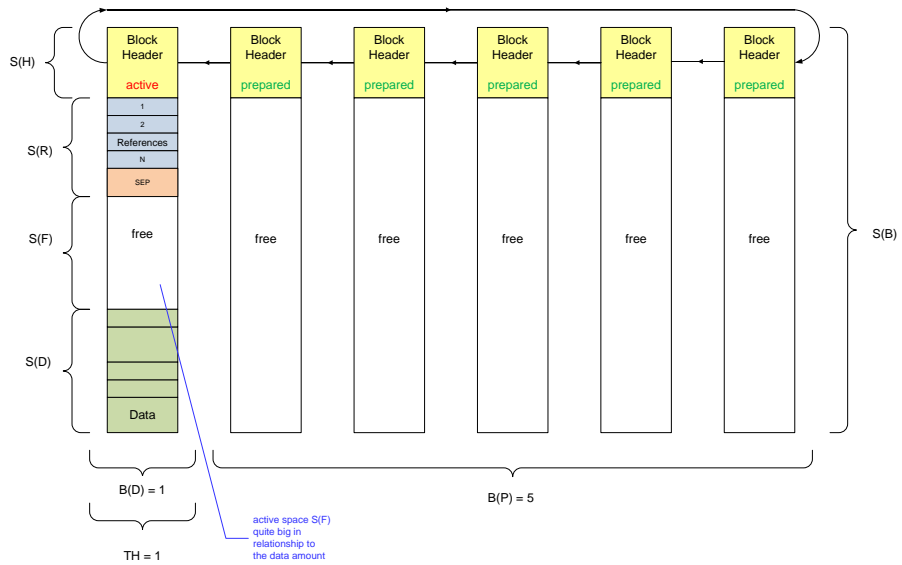 S(H)
Block
Header
active
Block
Header
prepared
Block
Header
prepared
Block
Header
prepared
Block
Header
prepared
Block
Header
prepared
S(R)
1
2
References
N
SEP
S(F)
free
free
free
free
free
free
S(B)
S(D)
Data
B(D) = 1
B(P) = 5
TH = 1
active space S(F)
quite big in
relationship to
the data amount